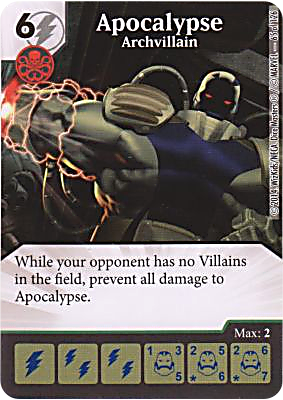 6
Apocalypse
Archvillain
While your opponent has no Villains
in the field, prevent all damage to
Apocalypse.
Max: 2
1 3 5
2 5 * 6
2 6 * 7